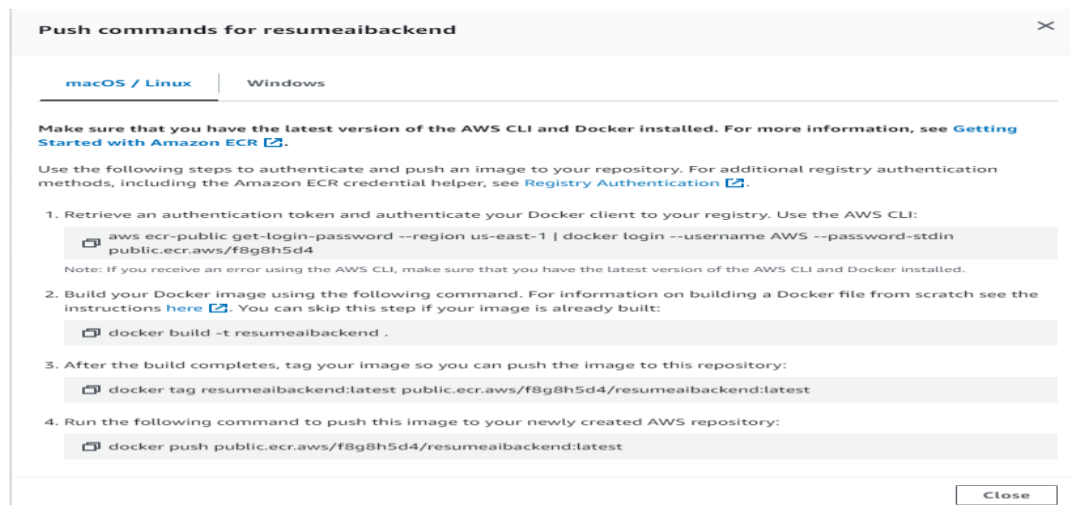 Push commands for resumeaibackend
macOS / Linux
Windows
Make sure that you have the latest version of the AWS CLI and Docker installed. For more information, see Getting
Started with Amazon ECR.
Use the following steps to authenticate and push an image to your repository. For additional registry authentication
methods, including the Amazon ECR credential helper, see Registry Authentication.
1. Retrieve an authentication token and authenticate your Docker client to your registry. Use the AWS CLI:
aws ecr-public get-login-password --region us-east-1 | docker login --username AWS --password-stdin
public.ecr.aws/f8g8h5d4
Note: If you receive an error using the AWS CLI, make sure that you have the latest version of the AWS CLI and Docker installed.
2. Build your Docker image using the following command. For information on building a Docker file from scratch see the
instructions here. You can skip this step if your image is already built:
docker build -t resumeaibackend .
3. After the build completes, tag your image so you can push the image to this repository:
docker tag resumeaibackend:latest public.ecr.aws/f8g8h5d4/resumeaibackend:latest
4. Run the following command to push this image to your newly created AWS repository:
docker push public.ecr.aws/f8g8h5d4/resumeaibackend:latest
Close